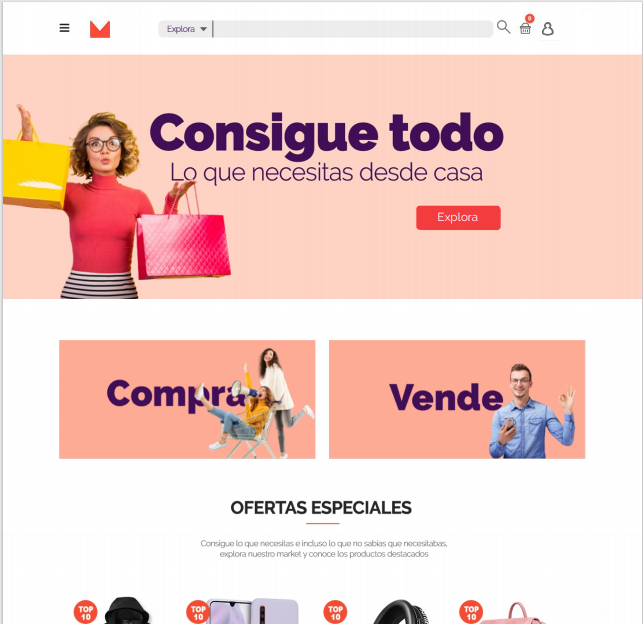 Explora
0
Consigue todo
Lo que necesitas desde casa
Explora
Compra
Vende
OFERTAS ESPECIALES
Consigue lo que necesitas e incluso lo que no sabias que necesitabas,
explora nuestro market y conoce los productos destacados
TOP
10
TOP
10
TOP
10
TOP
10